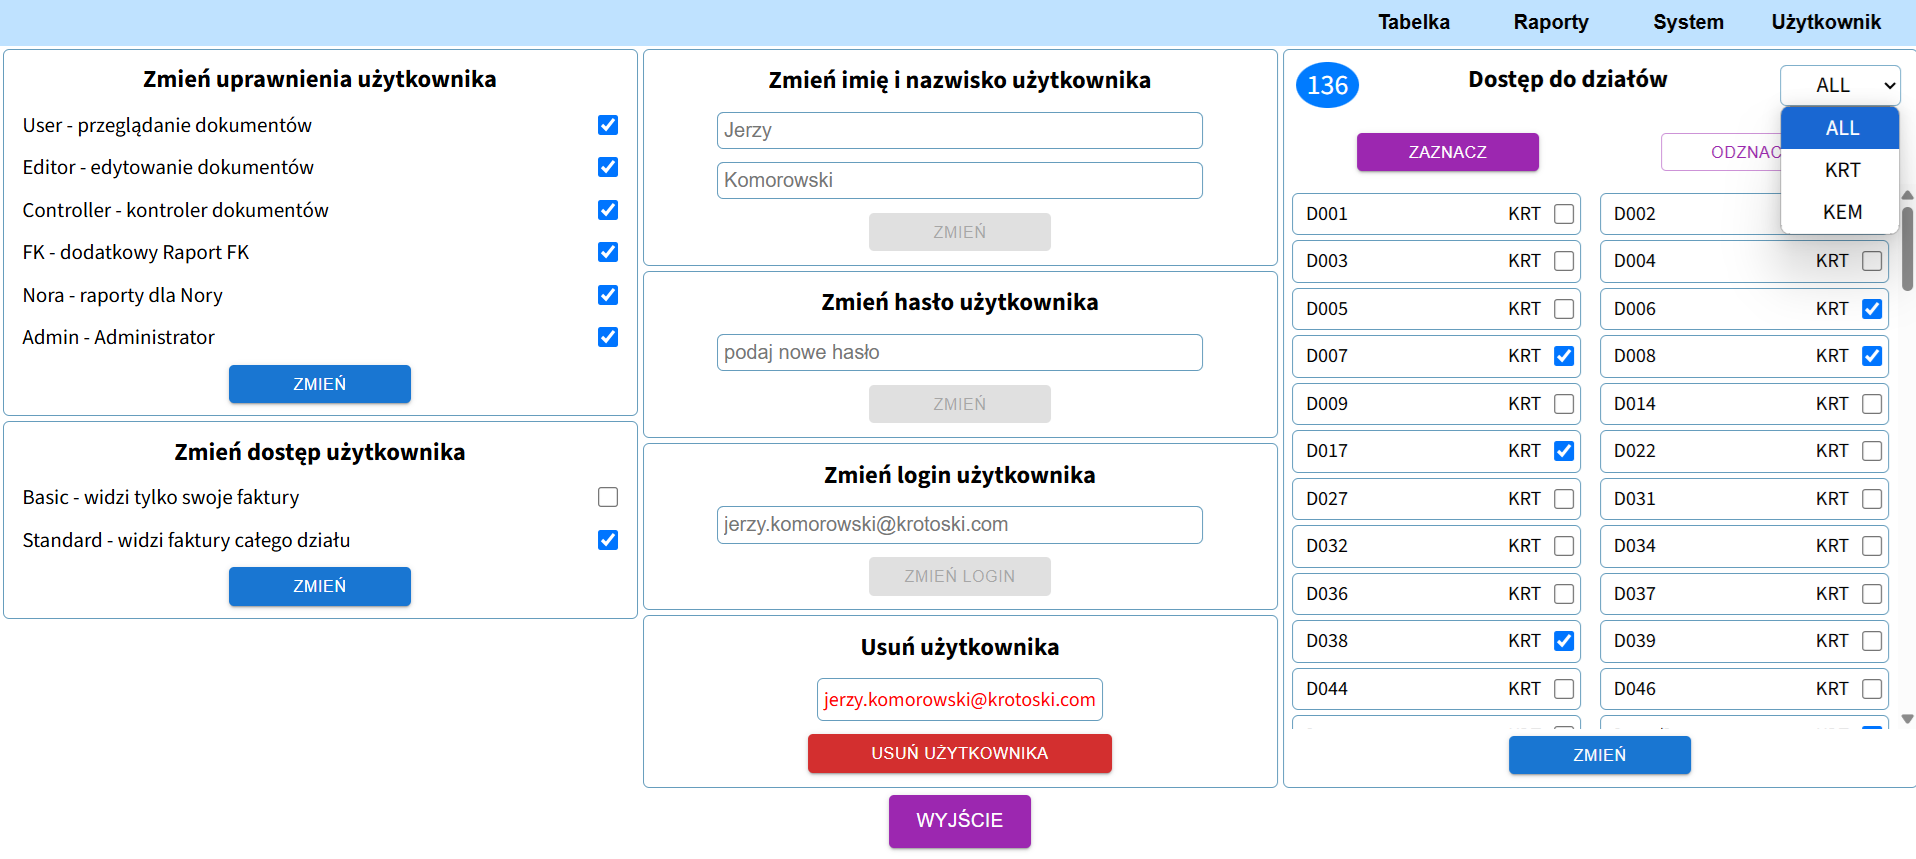 Tabelka Raporty System Użytkownik
Zmień uprawnienia użytkownika
User - przeglądanie dokumentów
Editor - edytowanie dokumentów
Controller - kontroler dokumentów
FK - dodatkowy Raport FK
Nora - raporty dla Nory
Admin - Administrator
ZMIEŃ
Zmień dostęp użytkownika
Basic - widzi tylko swoje faktury
Standard - widzi faktury całego działu
ZMIEŃ
Zmień imię i nazwisko użytkownika
Jerzy
Komorowski
ZMIEŃ
Zmień hasło użytkownika
podaj nowe hasło
ZMIEŃ
Zmień login użytkownika
jerzy.komorowski@krotoski.com
ZMIEŃ LOGIN
Usuń użytkownika
jerzy.komorowski@krotoski.com
USUŃ UŻYTKOWNIKA
WYJŚCIE
136 Dostęp do działów ALL
ALL
KRT
KEM
ZAZNACZ ODZNAC
D001 KRT D002
D003 KRT D004 KRT
D005 KRT D006 KRT
D007 KRT D008 KRT
D009 KRT D014 KRT
D017 KRT D022 KRT
D027 KRT D031 KRT
D032 KRT D034 KRT
D036 KRT D037 KRT
D038 KRT D039 KRT
D044 KRT D046 KRT
ZMIEŃ